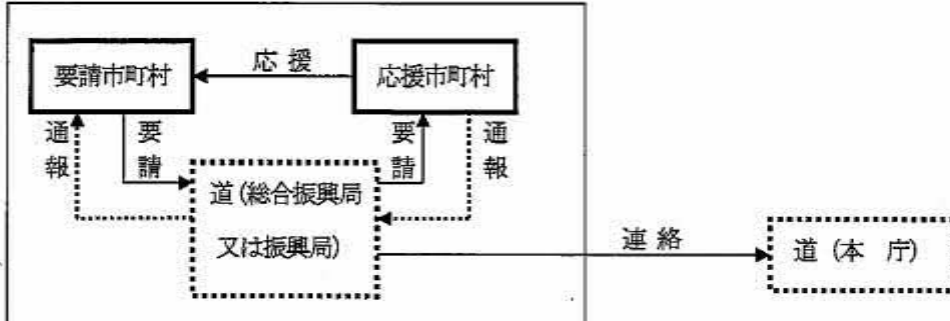 応 援
要請市町村
応援市町村
通報
要請
要請
通報
道(総合振興局
又は振興局)
連 絡
道 (本 庁)